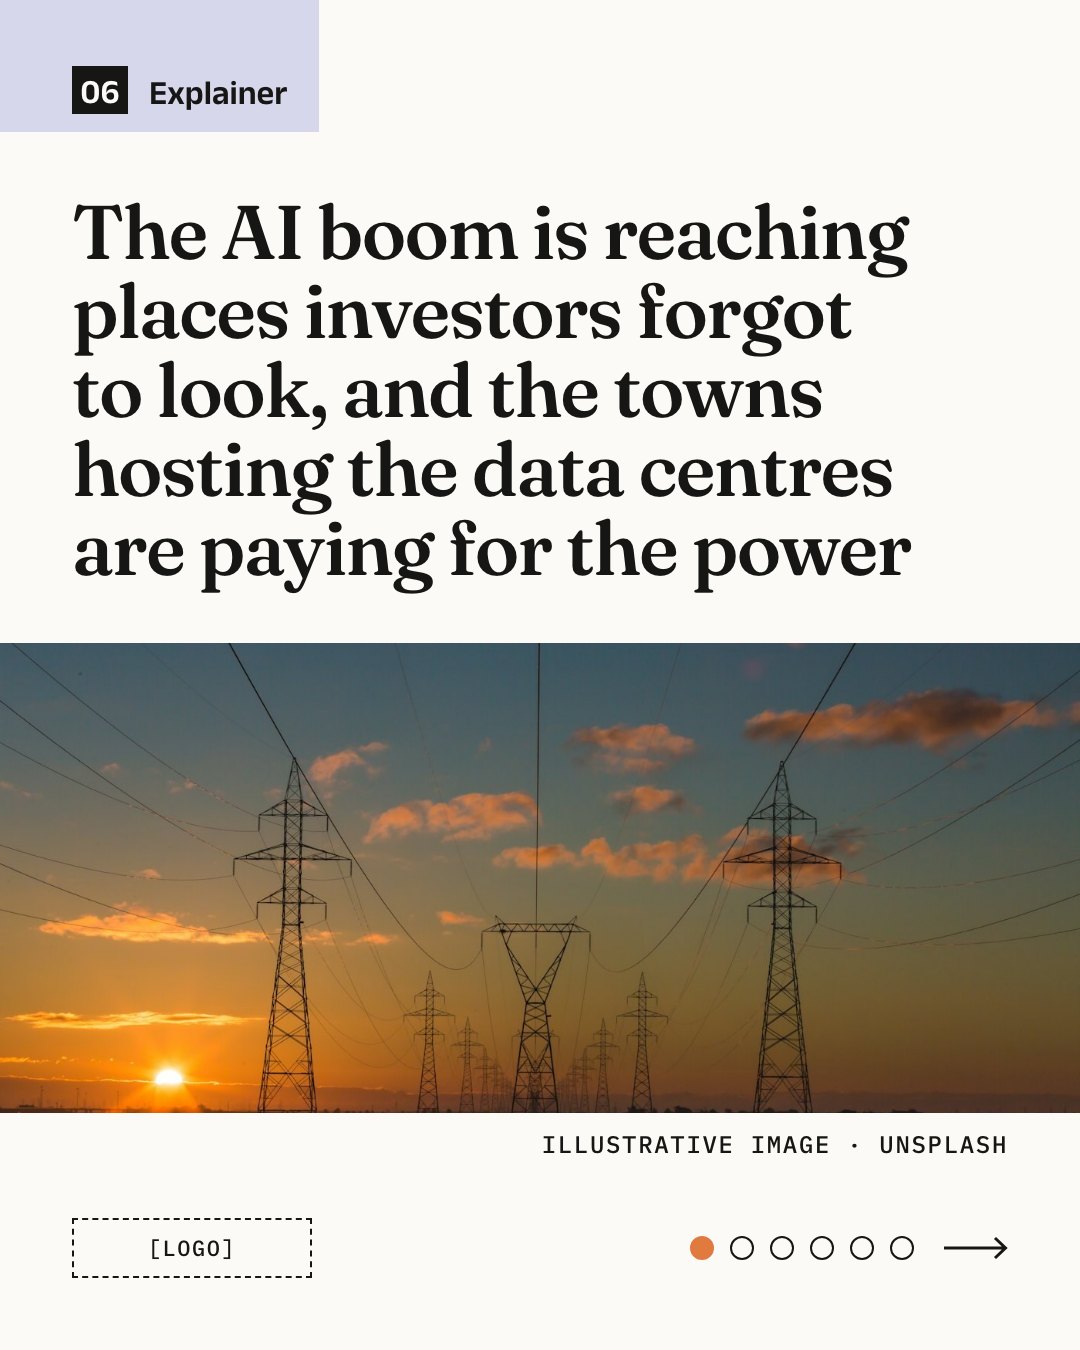 06 Explainer
The AI boom is reaching
places investors forgot
to look, and the towns
hosting the data centres
are paying for the power
ILLUSTRATIVE IMAGE · UNSPLASH
[LOGO]